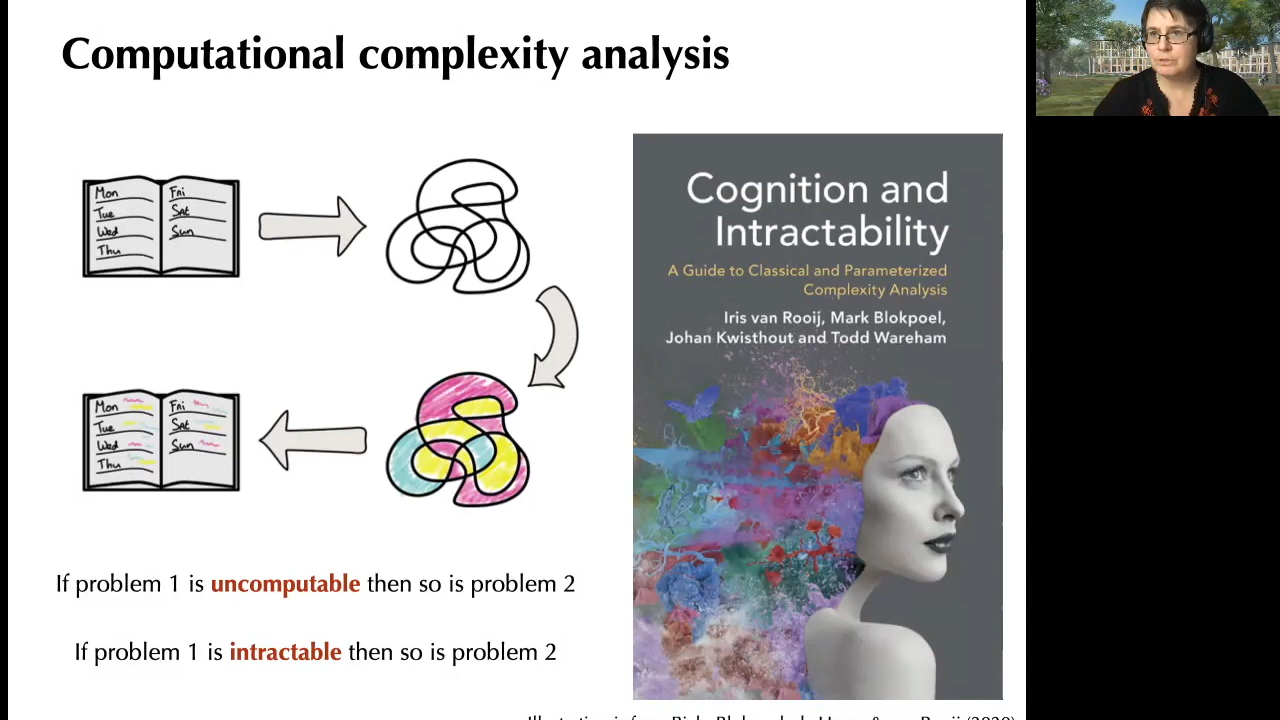 Computational complexity analysis
Mon
Tue
Wed
Thu
Fri
Sat
Sun
Mon
Tue
Wed
Thu
Fri
Sat
Sun
If problem 1 is uncomputable then so is problem 2
If problem 1 is intractable then so is problem 2
Cognition and
Intractability
A Guide to Classical and Parameterized
Complexity Analysis
Iris van Rooij, Mark Blokpoel,
Johan Kwisthout and Todd Wareham